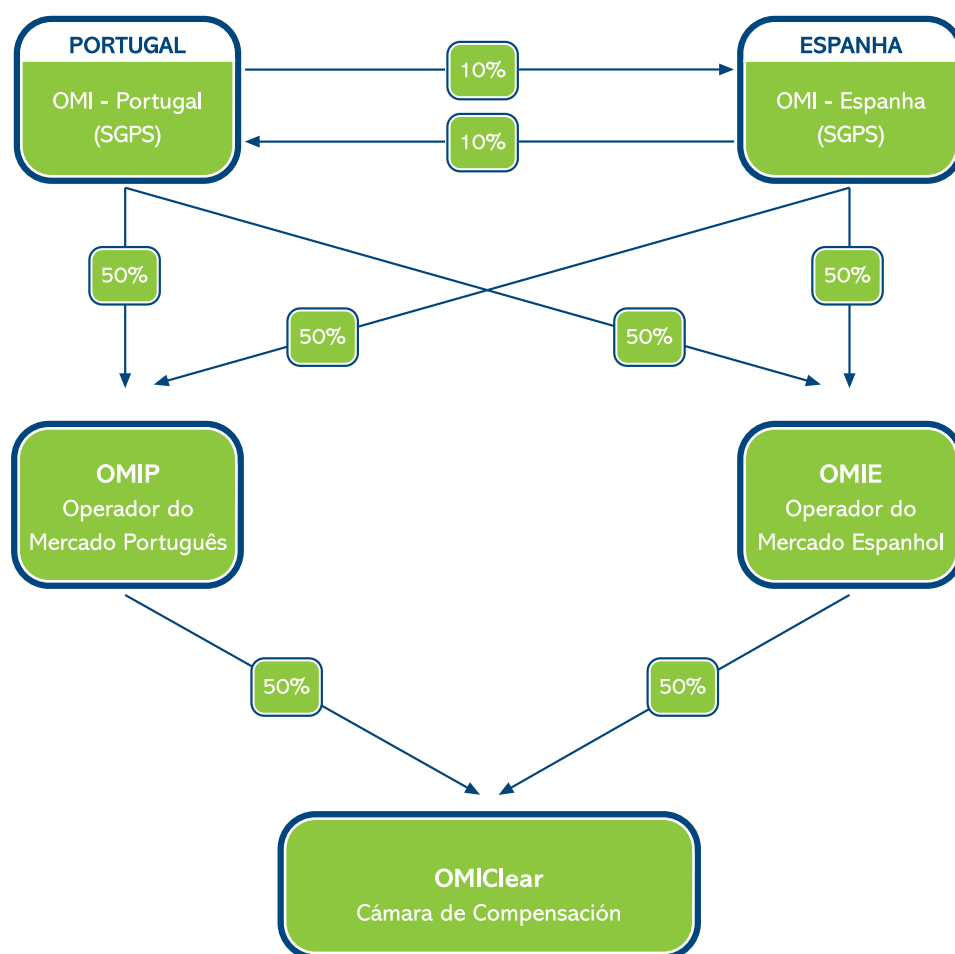 PORTUGAL
OMI - Portugal
(SGPS)
10%
10%
ESPANHA
OMI - Espanha
(SGPS)
50%
50%
50%
50%
OMIP
Operador do
Mercado Português
OMIE
Operador do
Mercado Espanhol
50%
50%
OMIClear
Cámara de Compensación